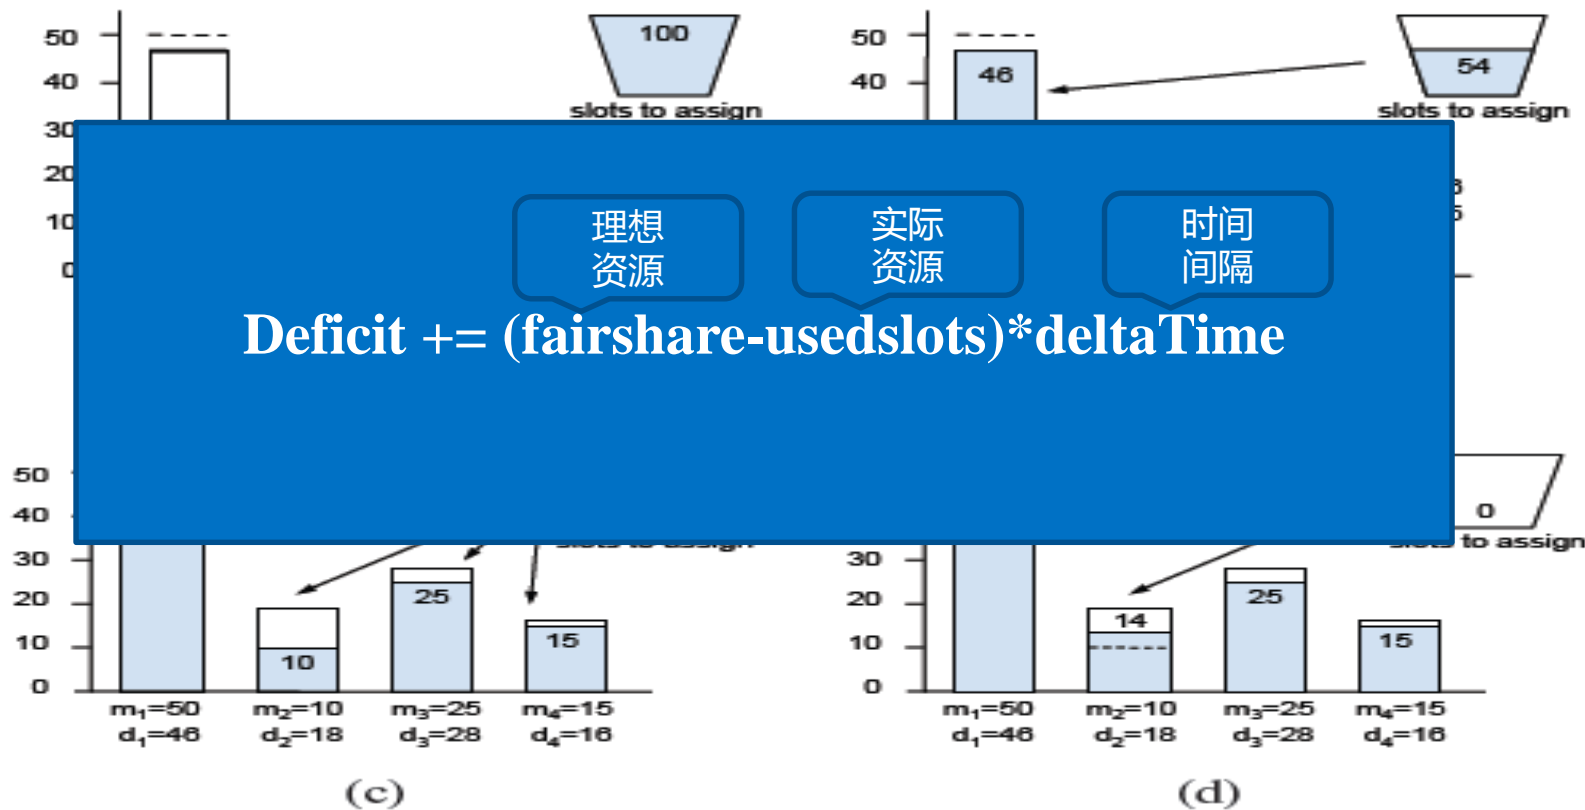 50
40
30
20
10
0
100
slots to assign
50
40
46
54
slots to assign
理想
资源
实际
资源
时间
间隔
Deficit += (fairshare-usedslots)*deltaTime
50
40
30
20
10
0
10
25
15
m₁=50 m₂=10 m₃=25 m₄=15
d₁=46 d₂=18 d₃=28 d₄=16
(c)
0
slots to assign
30
20
10
0
14
25
15
m₁=50 m₂=10 m₃=25 m₄=15
d₁=46 d₂=18 d₃=28 d₄=16
(d)